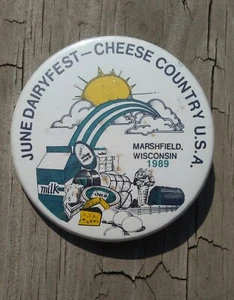 JUNE DAIRYFEST - CHEESE COUNTRY U.S.A.
MARSHFIELD,
WISCONSIN
1989
milk